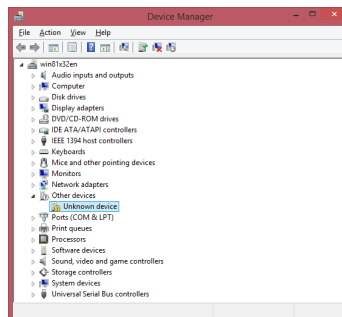 Device Manager
File Action View Help
win81x32en
Audio inputs and outputs
Computer
Disk drives
Display adapters
DVD/CD-ROM drives
IDE ATA/ATAPI controllers
IEEE 1394 host controllers
Keyboards
Mice and other pointing devices
Monitors
Network adapters
Other devices
Unknown device
Ports (COM & LPT)
Print queues
Processors
Software devices
Sound, video and game controllers
Storage controllers
System devices
Universal Serial Bus controllers